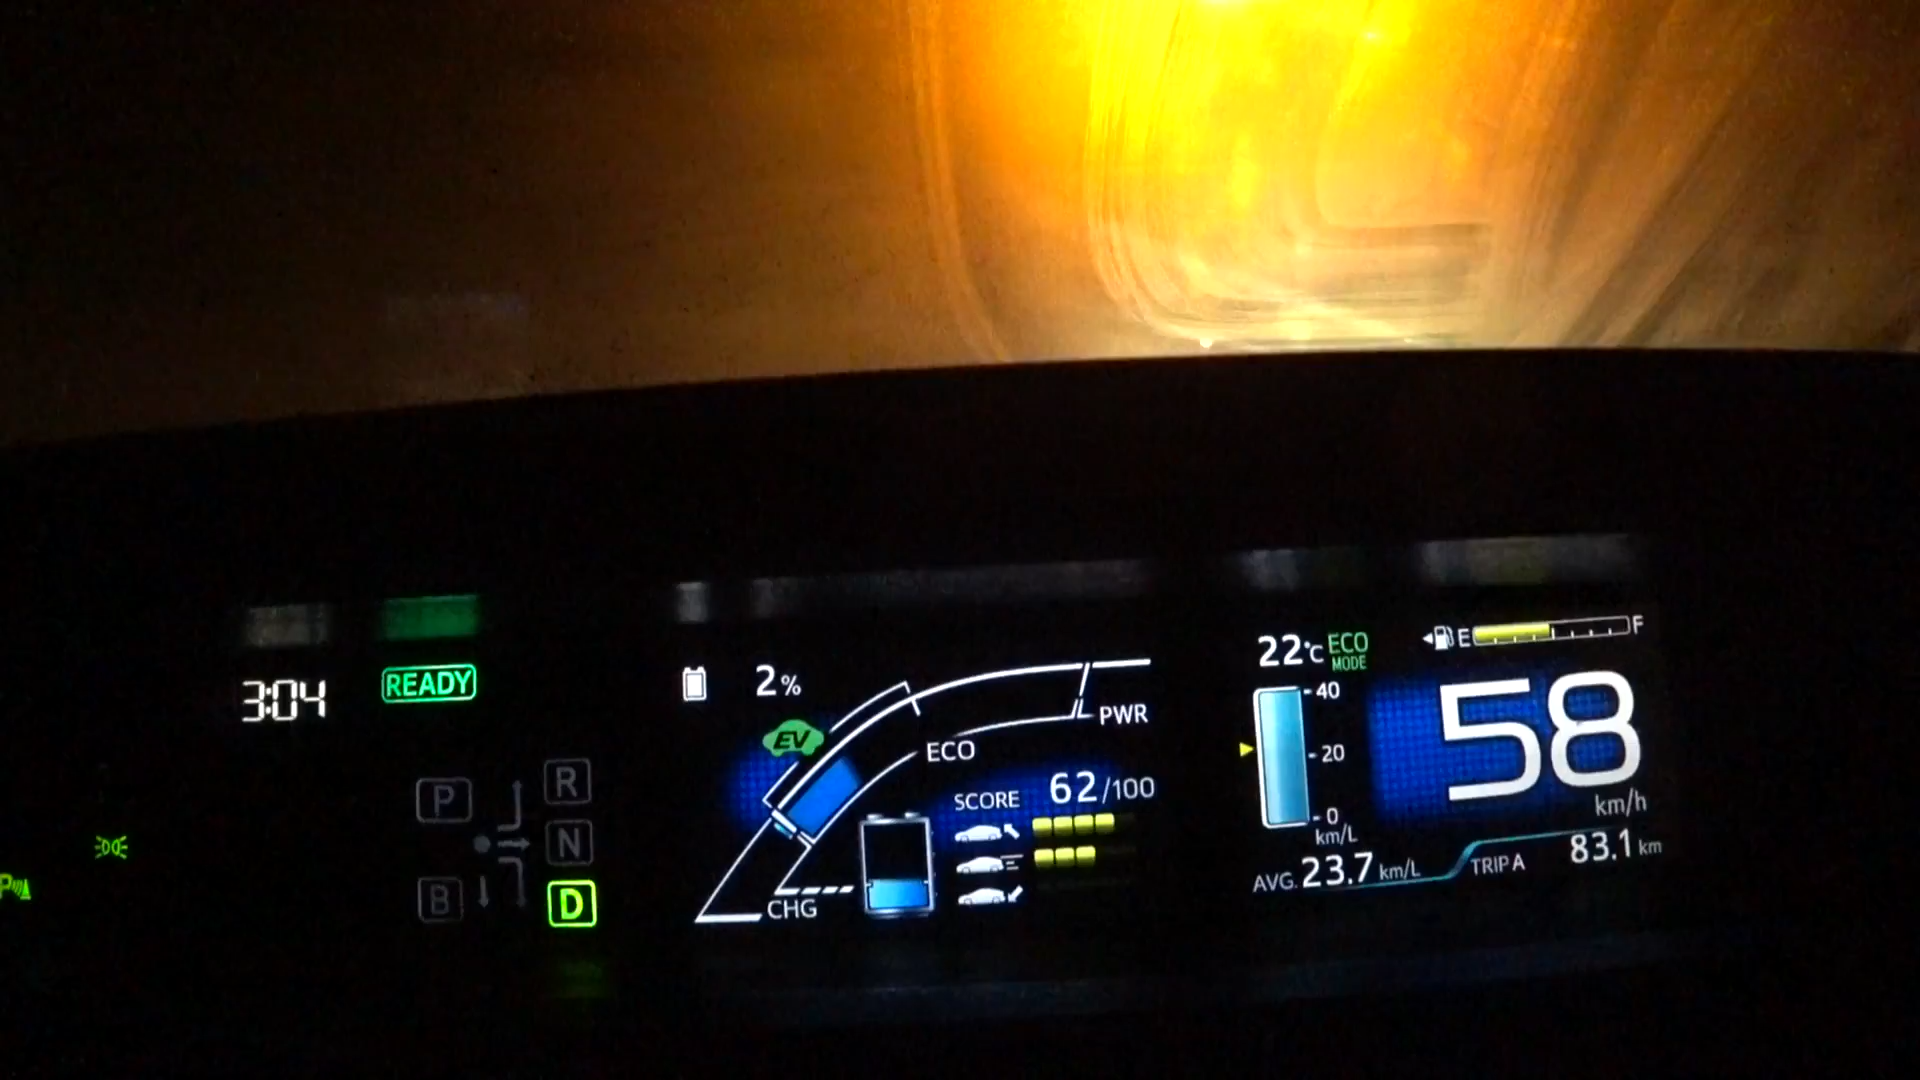 3:04
READY
P R
N
B D
2%
EV
ECO
PWR
CHG
SCORE 62/100
22°C ECO MODE
E F
40
20
0
km/L
58
km/h
AVG. 23.7 km/L
TRIP A 83.1 km
P